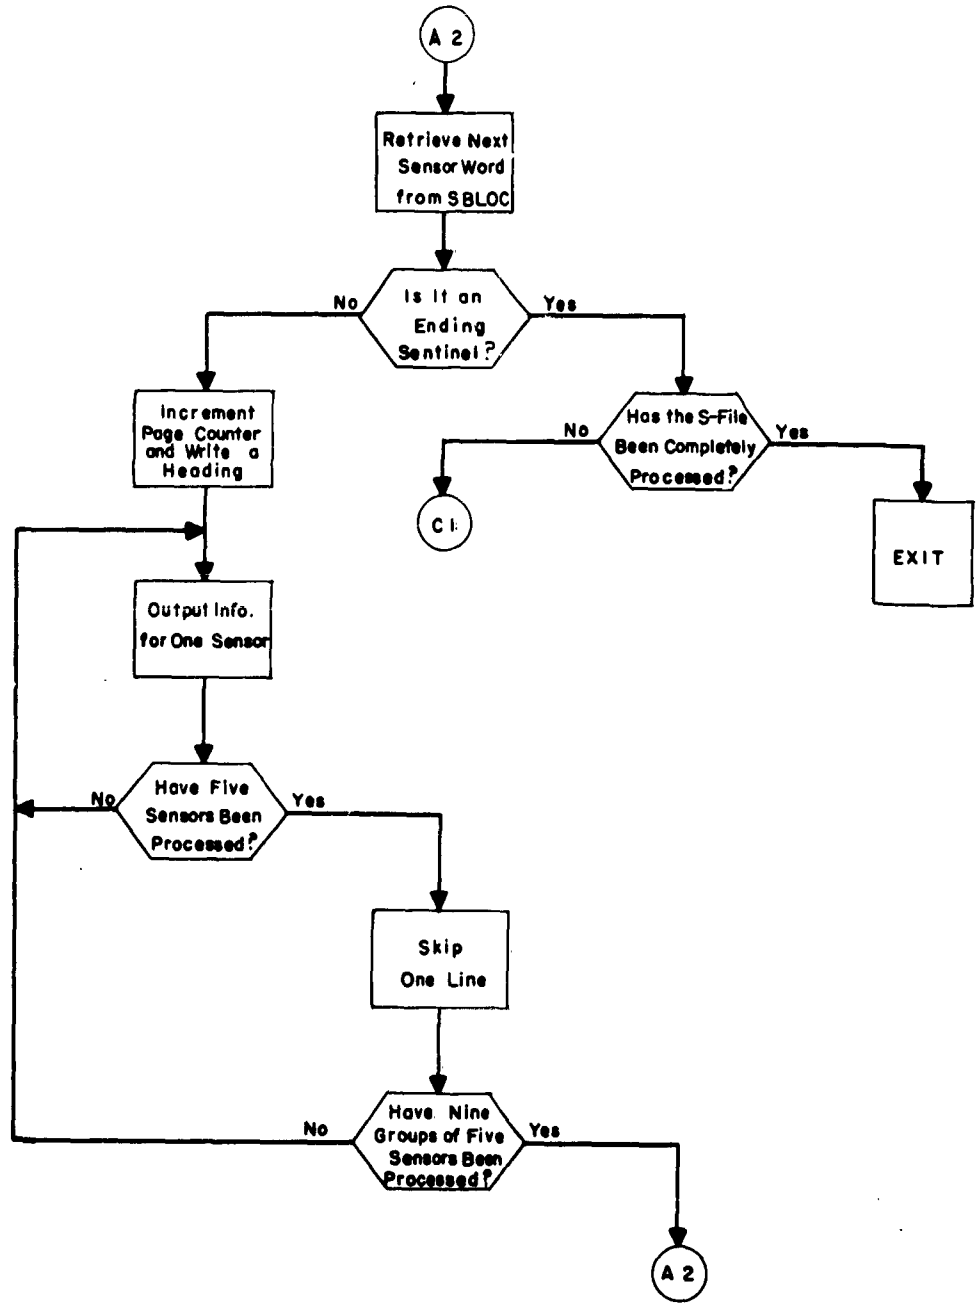 A 2
Retrieve Next
Sensor Word
from SBLOC
Is It an
Ending
Sentinel?
No
Yes
Increment
Page Counter
and Write a
Heading
Has the S-File
Been Completely
Processed?
No
Yes
C 1
EXIT
Output Info.
for One Sensor
Have Five
Sensors Been
Processed?
No
Yes
Skip
One Line
Have Nine
Groups of Five
Sensors Been
Processed?
No
Yes
A 2